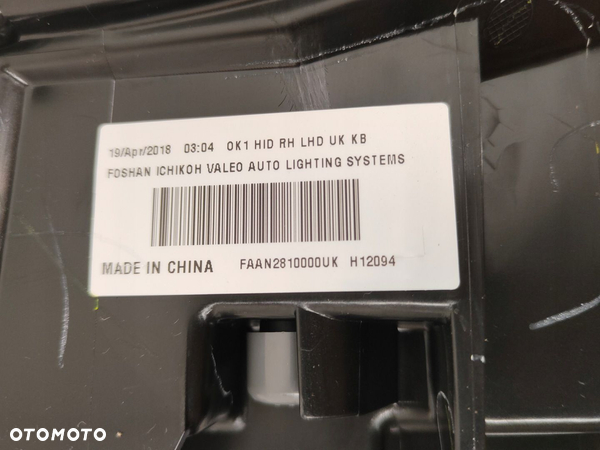 19/Apr/2018 03:04 OK1 HID RH LHD UK KB
FOSHAN ICHIKOH VALEO AUTO LIGHTING SYSTEMS
MADE IN CHINA FAAN2810000UK H12094
OTOMOTO